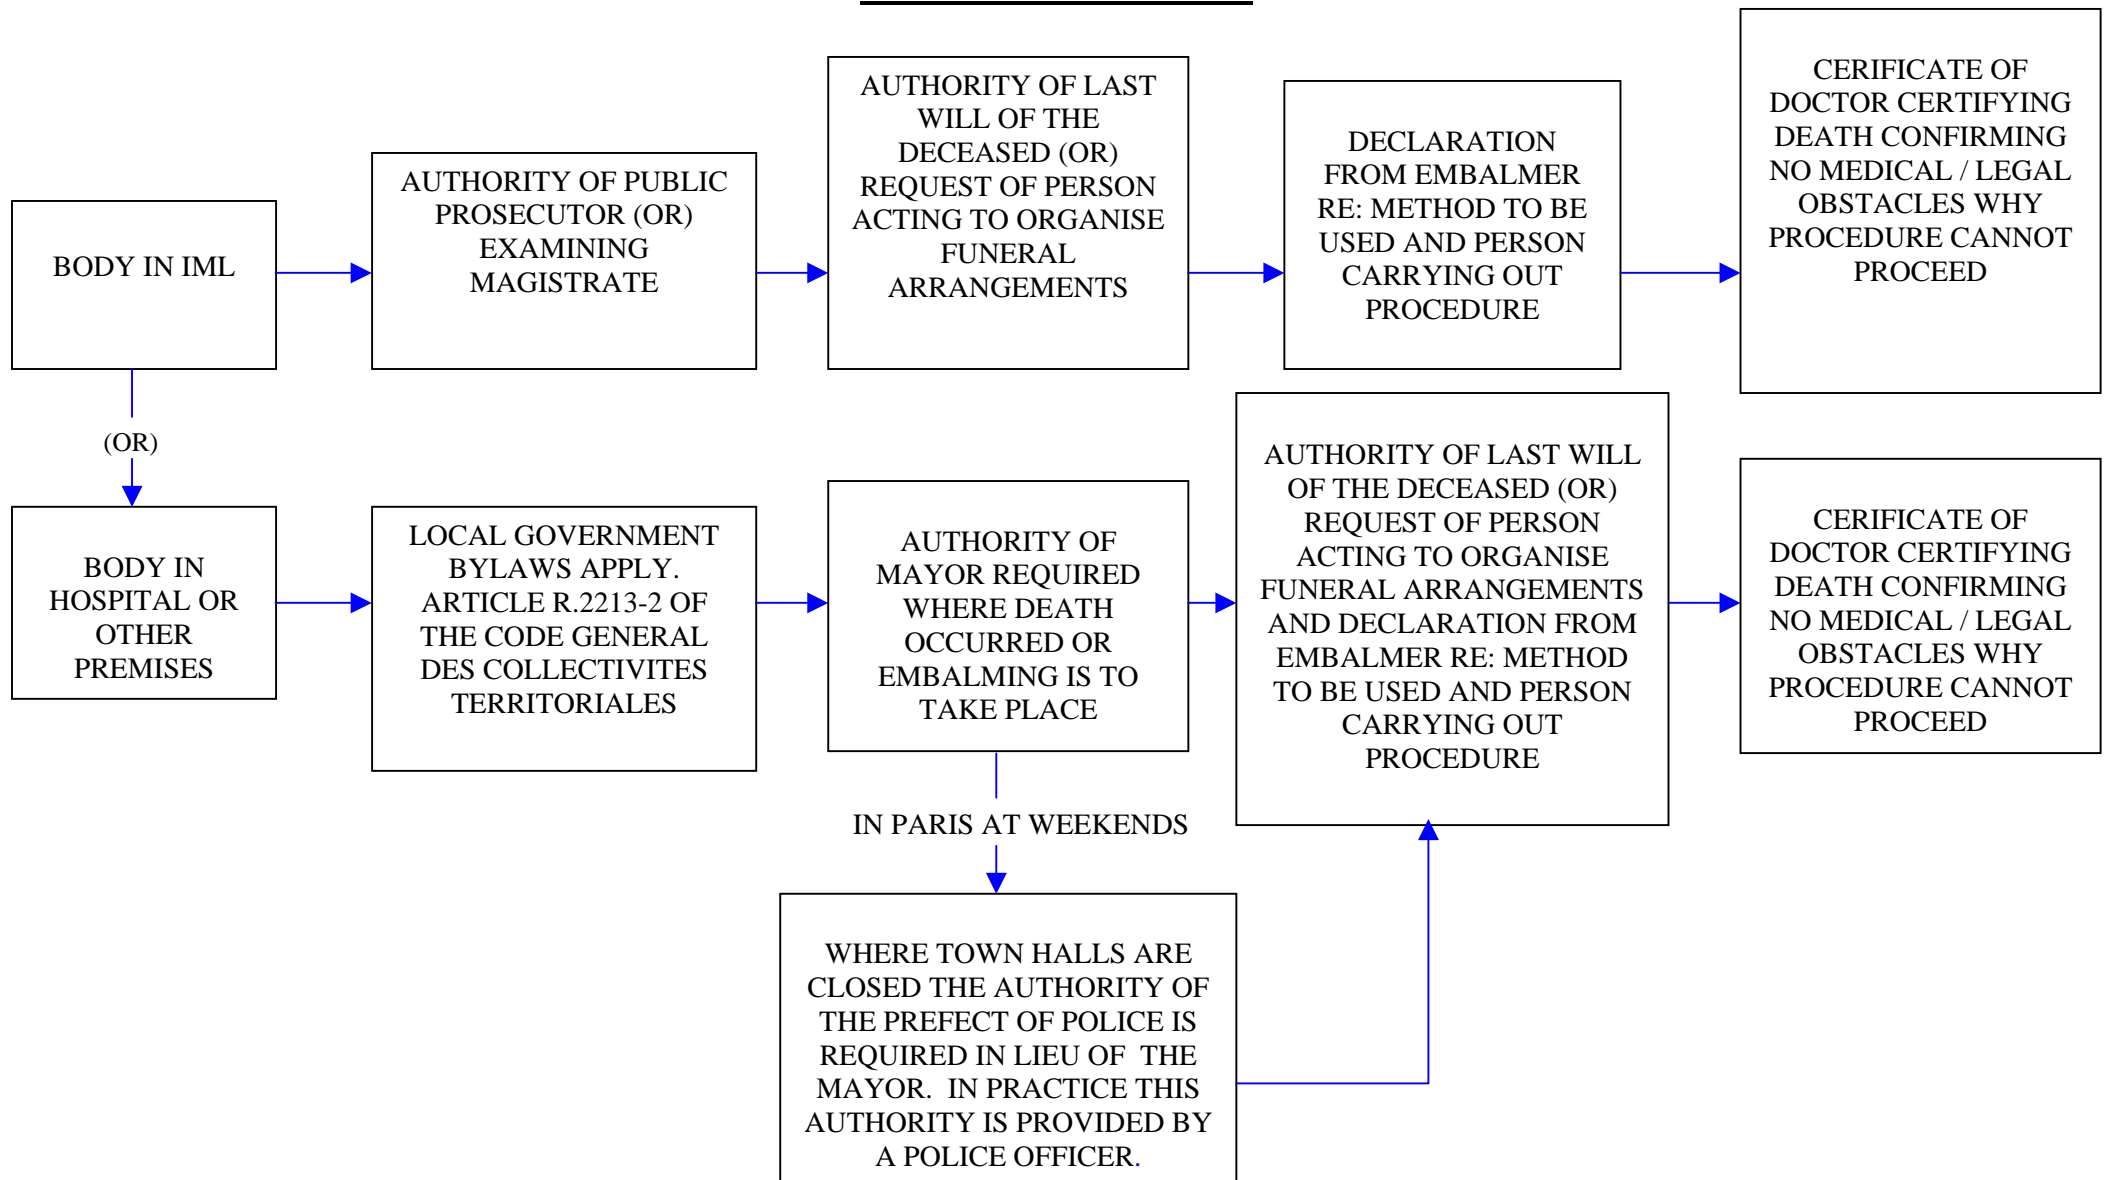 BODY IN IML
AUTHORITY OF PUBLIC
PROSECUTOR (OR)
EXAMINING
MAGISTRATE
AUTHORITY OF LAST
WILL OF THE
DECEASED (OR)
REQUEST OF PERSON
ACTING TO ORGANISE
FUNERAL
ARRANGEMENTS
DECLARATION
FROM EMBALMER
RE: METHOD TO BE
USED AND PERSON
CARRYING OUT
PROCEDURE
CERIFICATE OF
DOCTOR CERTIFYING
DEATH CONFIRMING
NO MEDICAL / LEGAL
OBSTACLES WHY
PROCEDURE CANNOT
PROCEED
(OR)
BODY IN
HOSPITAL OR
OTHER
PREMISES
LOCAL GOVERNMENT
BYLAWS APPLY.
ARTICLE R.2213-2 OF
THE CODE GENERAL
DES COLLECTIVITES
TERRITORIALES
AUTHORITY OF
MAYOR REQUIRED
WHERE DEATH
OCCURRED OR
EMBALMING IS TO
TAKE PLACE
AUTHORITY OF LAST WILL
OF THE DECEASED (OR)
REQUEST OF PERSON
ACTING TO ORGANISE
FUNERAL ARRANGEMENTS
AND DECLARATION FROM
EMBALMER RE: METHOD
TO BE USED AND PERSON
CARRYING OUT
PROCEDURE
CERIFICATE OF
DOCTOR CERTIFYING
DEATH CONFIRMING
NO MEDICAL / LEGAL
OBSTACLES WHY
PROCEDURE CANNOT
PROCEED
IN PARIS AT WEEKENDS
WHERE TOWN HALLS ARE
CLOSED THE AUTHORITY OF
THE PREFECT OF POLICE IS
REQUIRED IN LIEU OF  THE
MAYOR.  IN PRACTICE THIS
AUTHORITY IS PROVIDED BY
A POLICE OFFICER.